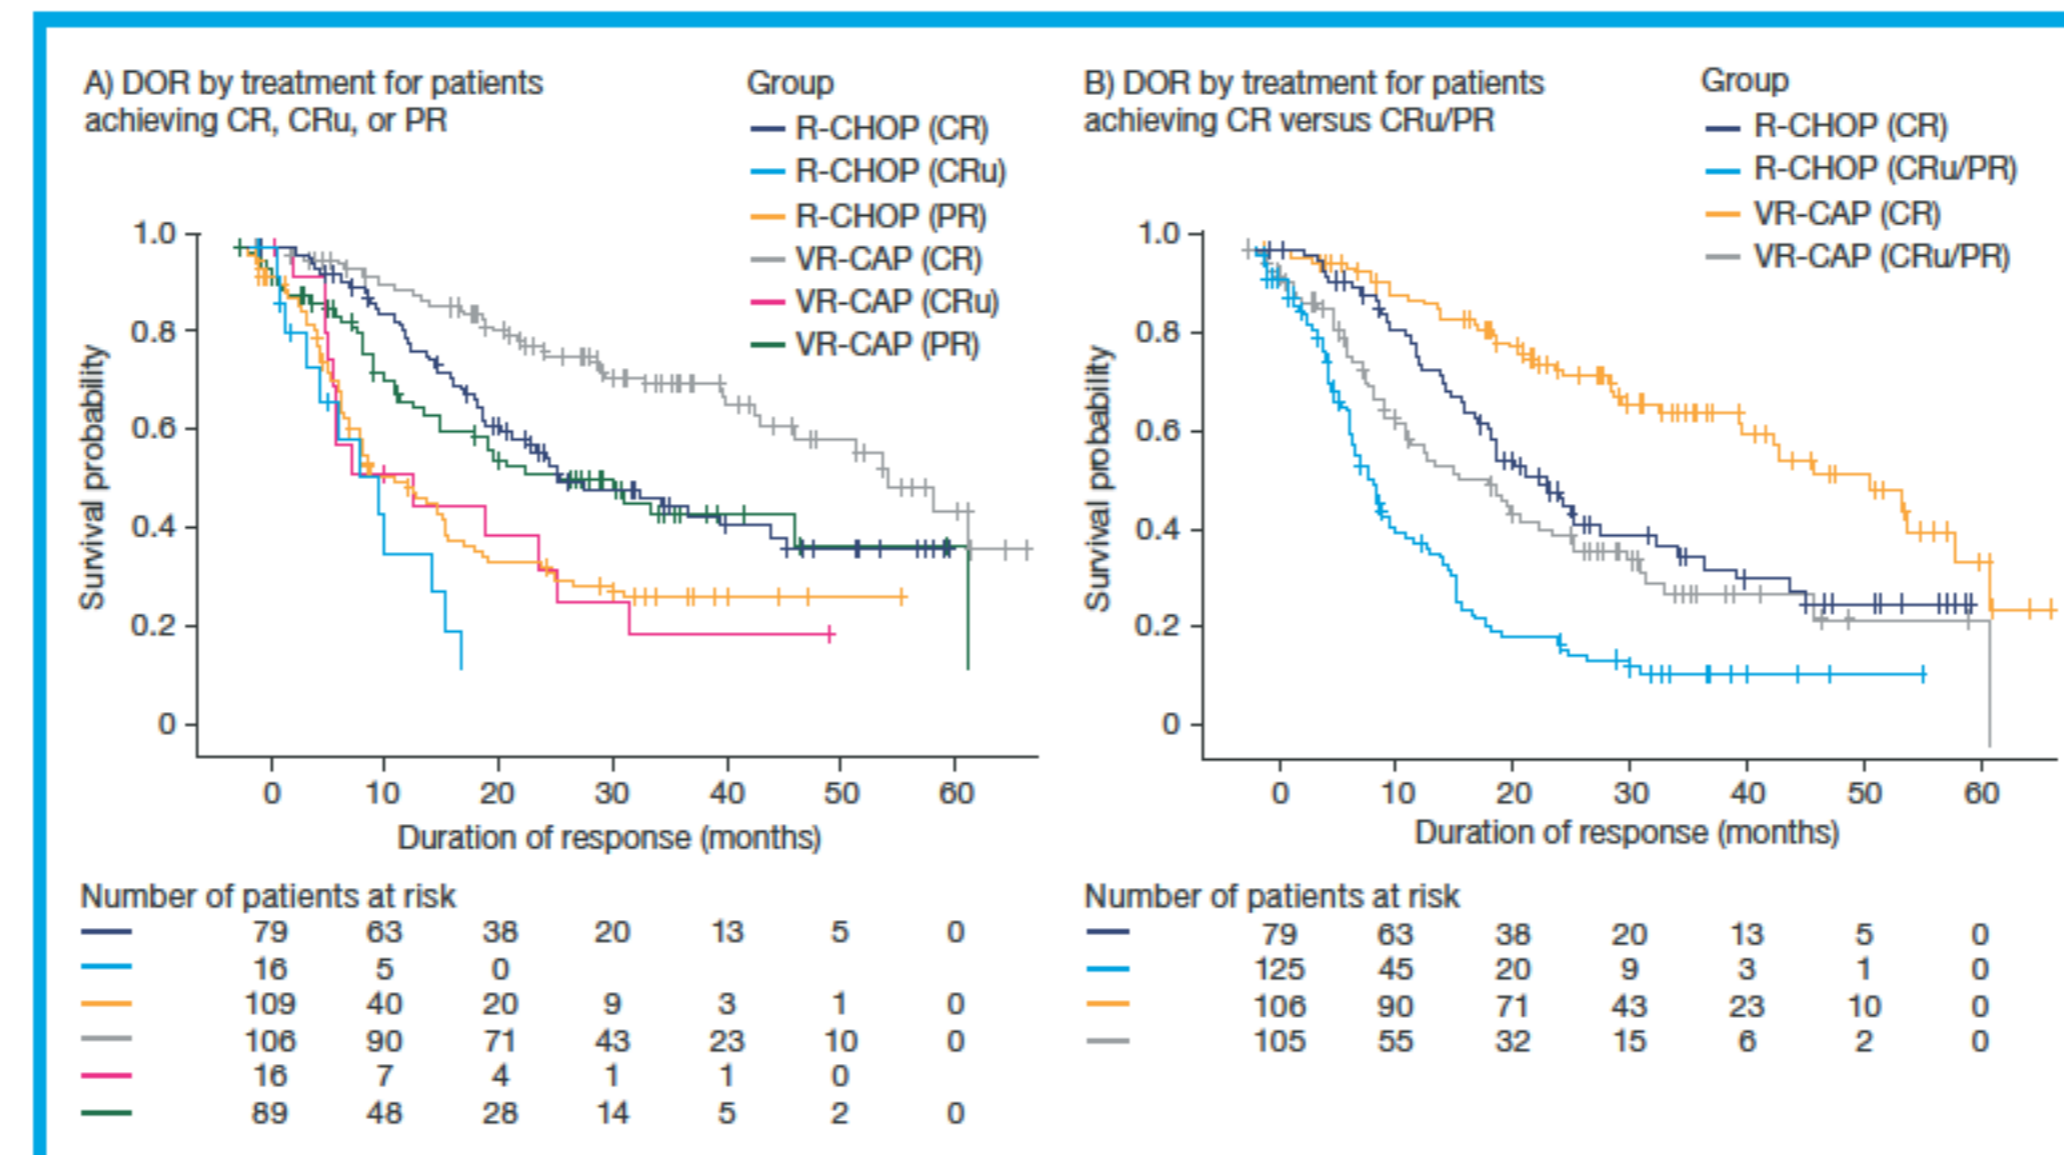 A) DOR by treatment for patients
achieving CR, CRu, or PR
Group
R-CHOP (CR)
R-CHOP (CRu)
R-CHOP (PR)
VR-CAP (CR)
VR-CAP (CRu)
VR-CAP (PR)
1.0
0.8
0.6
0.4
0.2
0
Survival probability
0 10 20 30 40 50 60
Duration of response (months)
Number of patients at risk
79 63 38 20 13 5 0
16 5 0
109 40 20 9 3 1 0
106 90 71 43 23 10 0
16 7 4 1 1 0
89 48 28 14 5 2 0
B) DOR by treatment for patients
achieving CR versus CRu/PR
Group
R-CHOP (CR)
R-CHOP (CRu/PR)
VR-CAP (CR)
VR-CAP (CRu/PR)
1.0
0.8
0.6
0.4
0.2
0
Survival probability
0 10 20 30 40 50 60
Duration of response (months)
Number of patients at risk
79 63 38 20 13 5 0
125 45 20 9 3 1 0
106 90 71 43 23 10 0
105 55 32 15 6 2 0